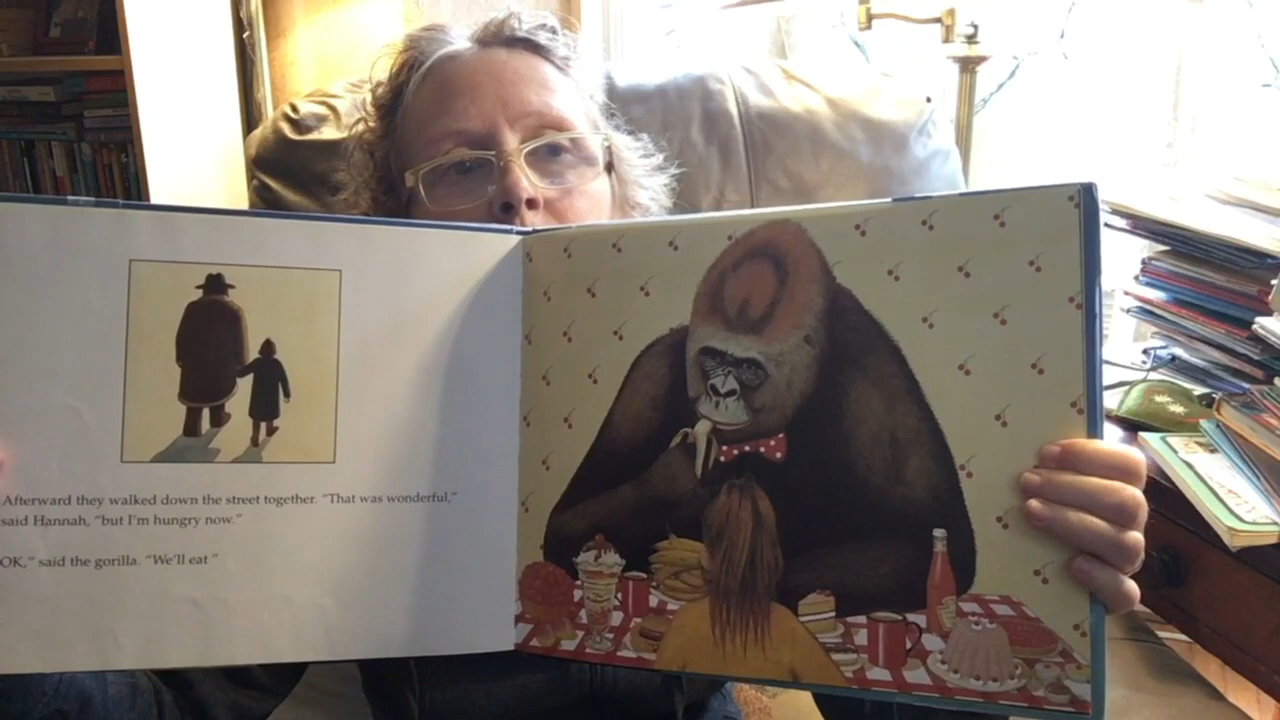 Afterward they walked down the street together. "That was wonderful,"
said Hannah, "but I'm hungry now."
OK," said the gorilla. "We'll eat."